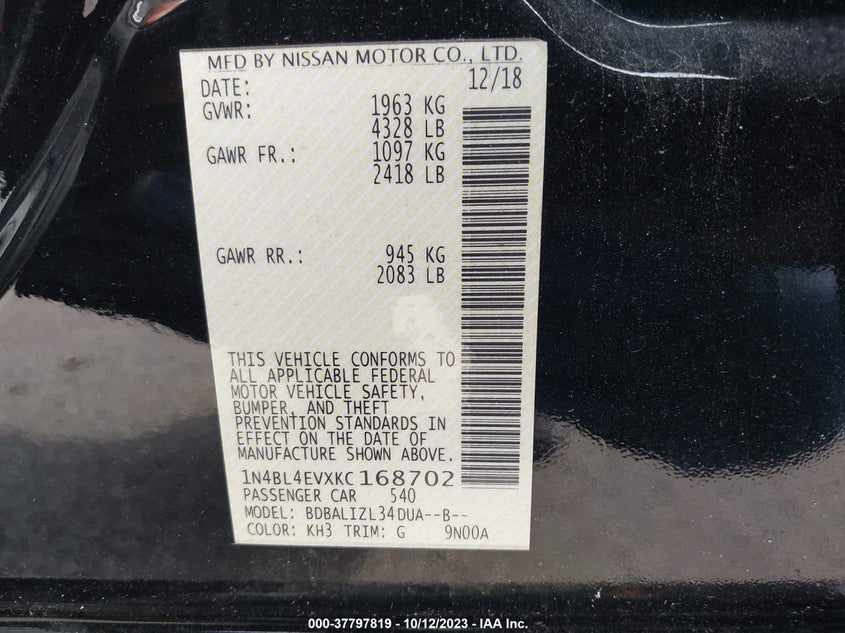 MFD BY NISSAN MOTOR CO., LTD.
DATE: 12/18
GVWR: 1963 KG
4328 LB
GAWR FR.: 1097 KG
2418 LB
GAWR RR.: 945 KG
2083 LB
THIS VEHICLE CONFORMS TO
ALL APPLICABLE FEDERAL
MOTOR VEHICLE SAFETY,
BUMPER, AND THEFT
PREVENTION STANDARDS IN
EFFECT ON THE DATE OF
MANUFACTURE SHOWN ABOVE.
1N4BL4EVXKC168702
PASSENGER CAR 540
MODEL: BDBALIZL34DUA--B--
COLOR: KH3 TRIM: G 9N00A
000-37797819 - 10/12/2023 - IAA Inc.